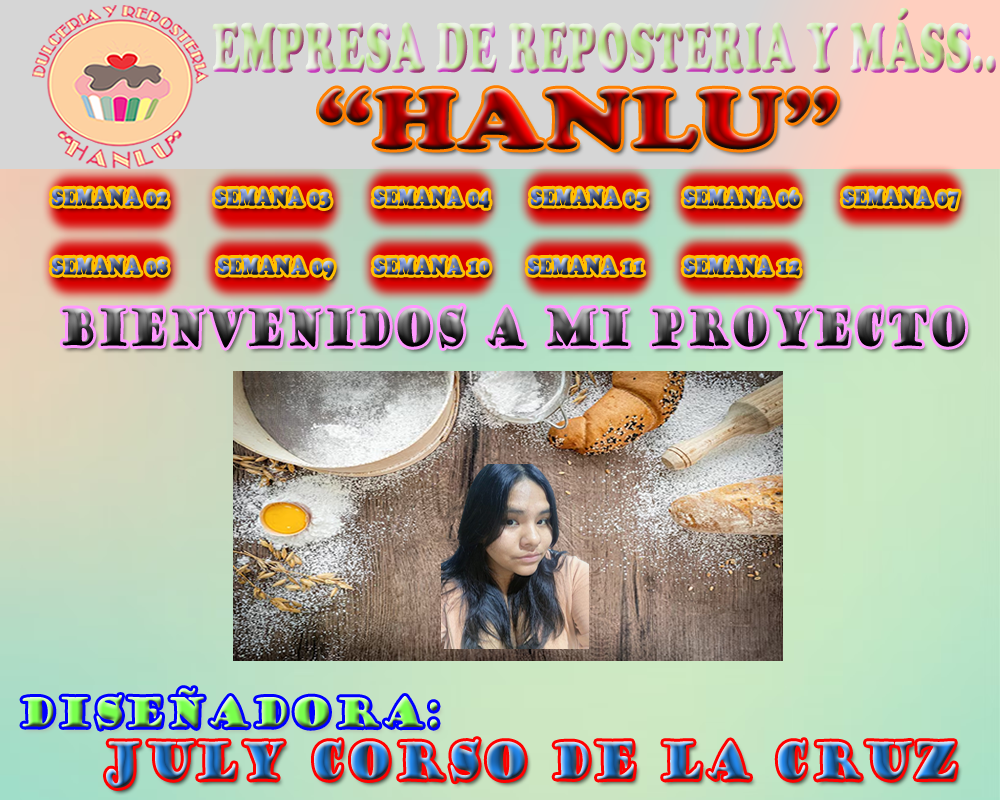 DULCERIA Y REPOSTERIA
"HANLU"
EMPRESA DE REPOSTERIA Y MÁSS..
"HANLU"
SEMANA 02 SEMANA 03 SEMANA 04 SEMANA 05 SEMANA 06 SEMANA 07
SEMANA 08 SEMANA 09 SEMANA 10 SEMANA 11 SEMANA 12
BIENVENIDOS A MI PROYECTO
DISEÑADORA:
JULY CORSO DE LA CRUZ